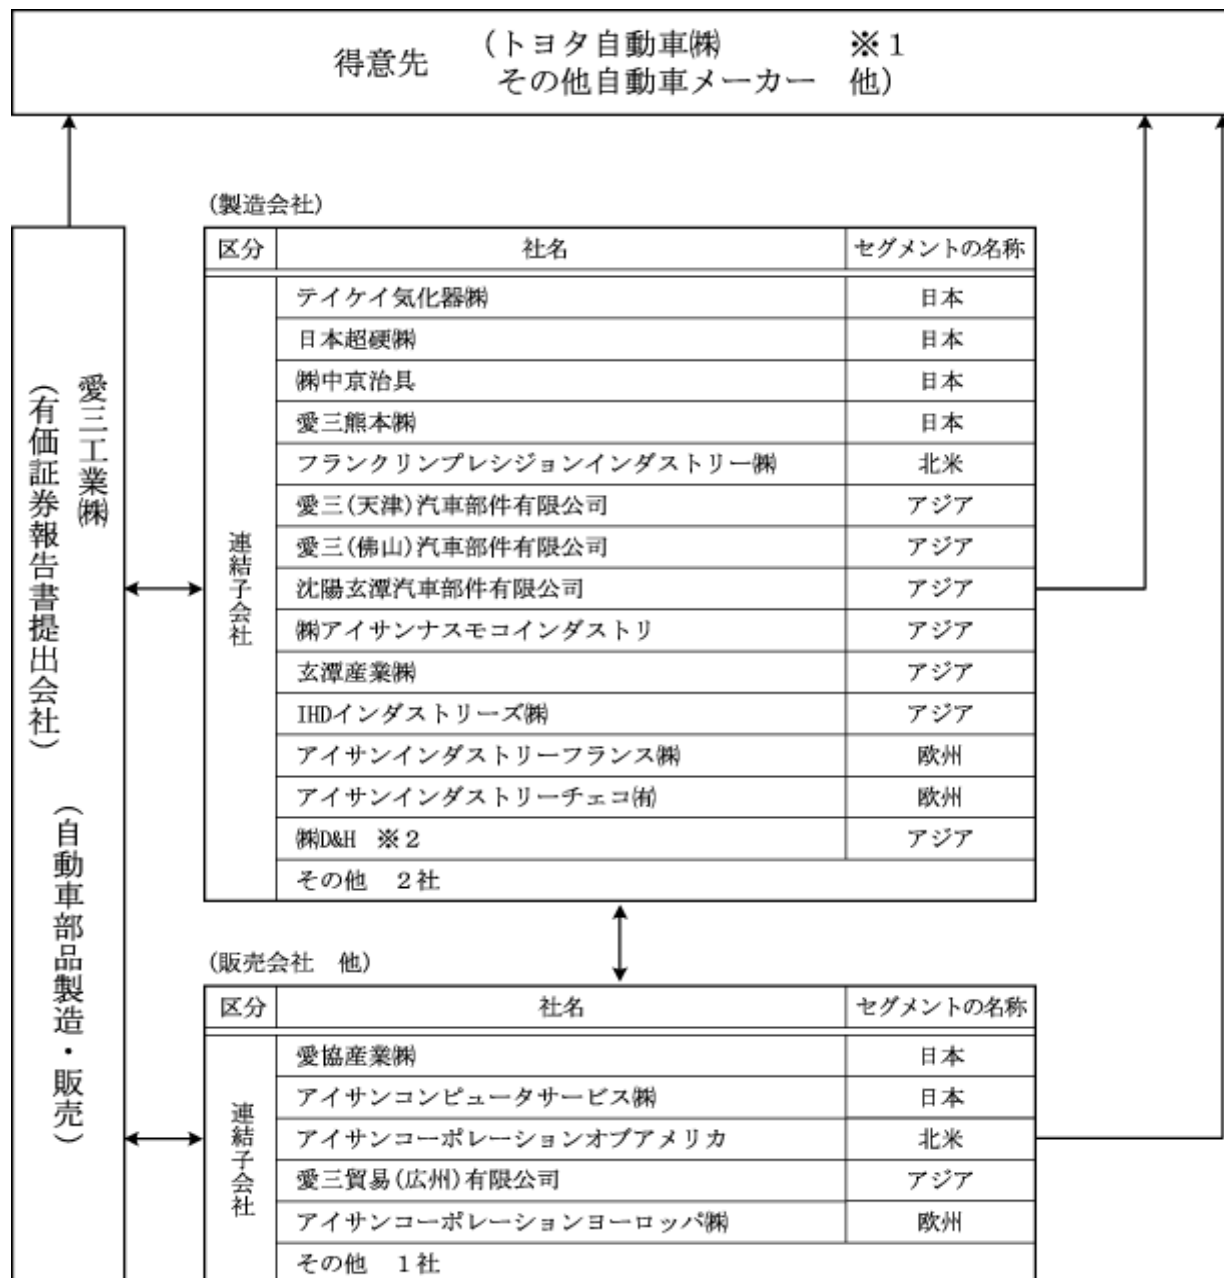 得意先 (トヨタ自動車㈱ ※1
その他自動車メーカー 他)
愛三工業㈱
(有価証券報告書提出会社)
(自動車部品製造・販売)
(製造会社)
区分 社名 セグメントの名称
連結子会社
テイケイ気化器㈱ 日本
日本超硬㈱ 日本
㈱中京治具 日本
愛三熊本㈱ 日本
フランクリンプレシジョンインダストリー㈱ 北米
愛三(天津)汽車部件有限公司 アジア
愛三(佛山)汽車部件有限公司 アジア
沈陽玄潭汽車部件有限公司 アジア
㈱アイサンナスモコインダストリ アジア
玄潭産業㈱ アジア
IHDインダストリーズ㈱ アジア
アイサンインダストリーフランス㈱ 欧州
アイサンインダストリーチェコ㈲ 欧州
㈱D&H ※2 アジア
その他 2社
(販売会社 他)
区分 社名 セグメントの名称
連結子会社
愛協産業㈱ 日本
アイサンコンピュータサービス㈱ 日本
アイサンコーポレーションオブアメリカ 北米
愛三貿易(広州)有限公司 アジア
アイサンコーポレーションヨーロッパ㈱ 欧州
その他 1社